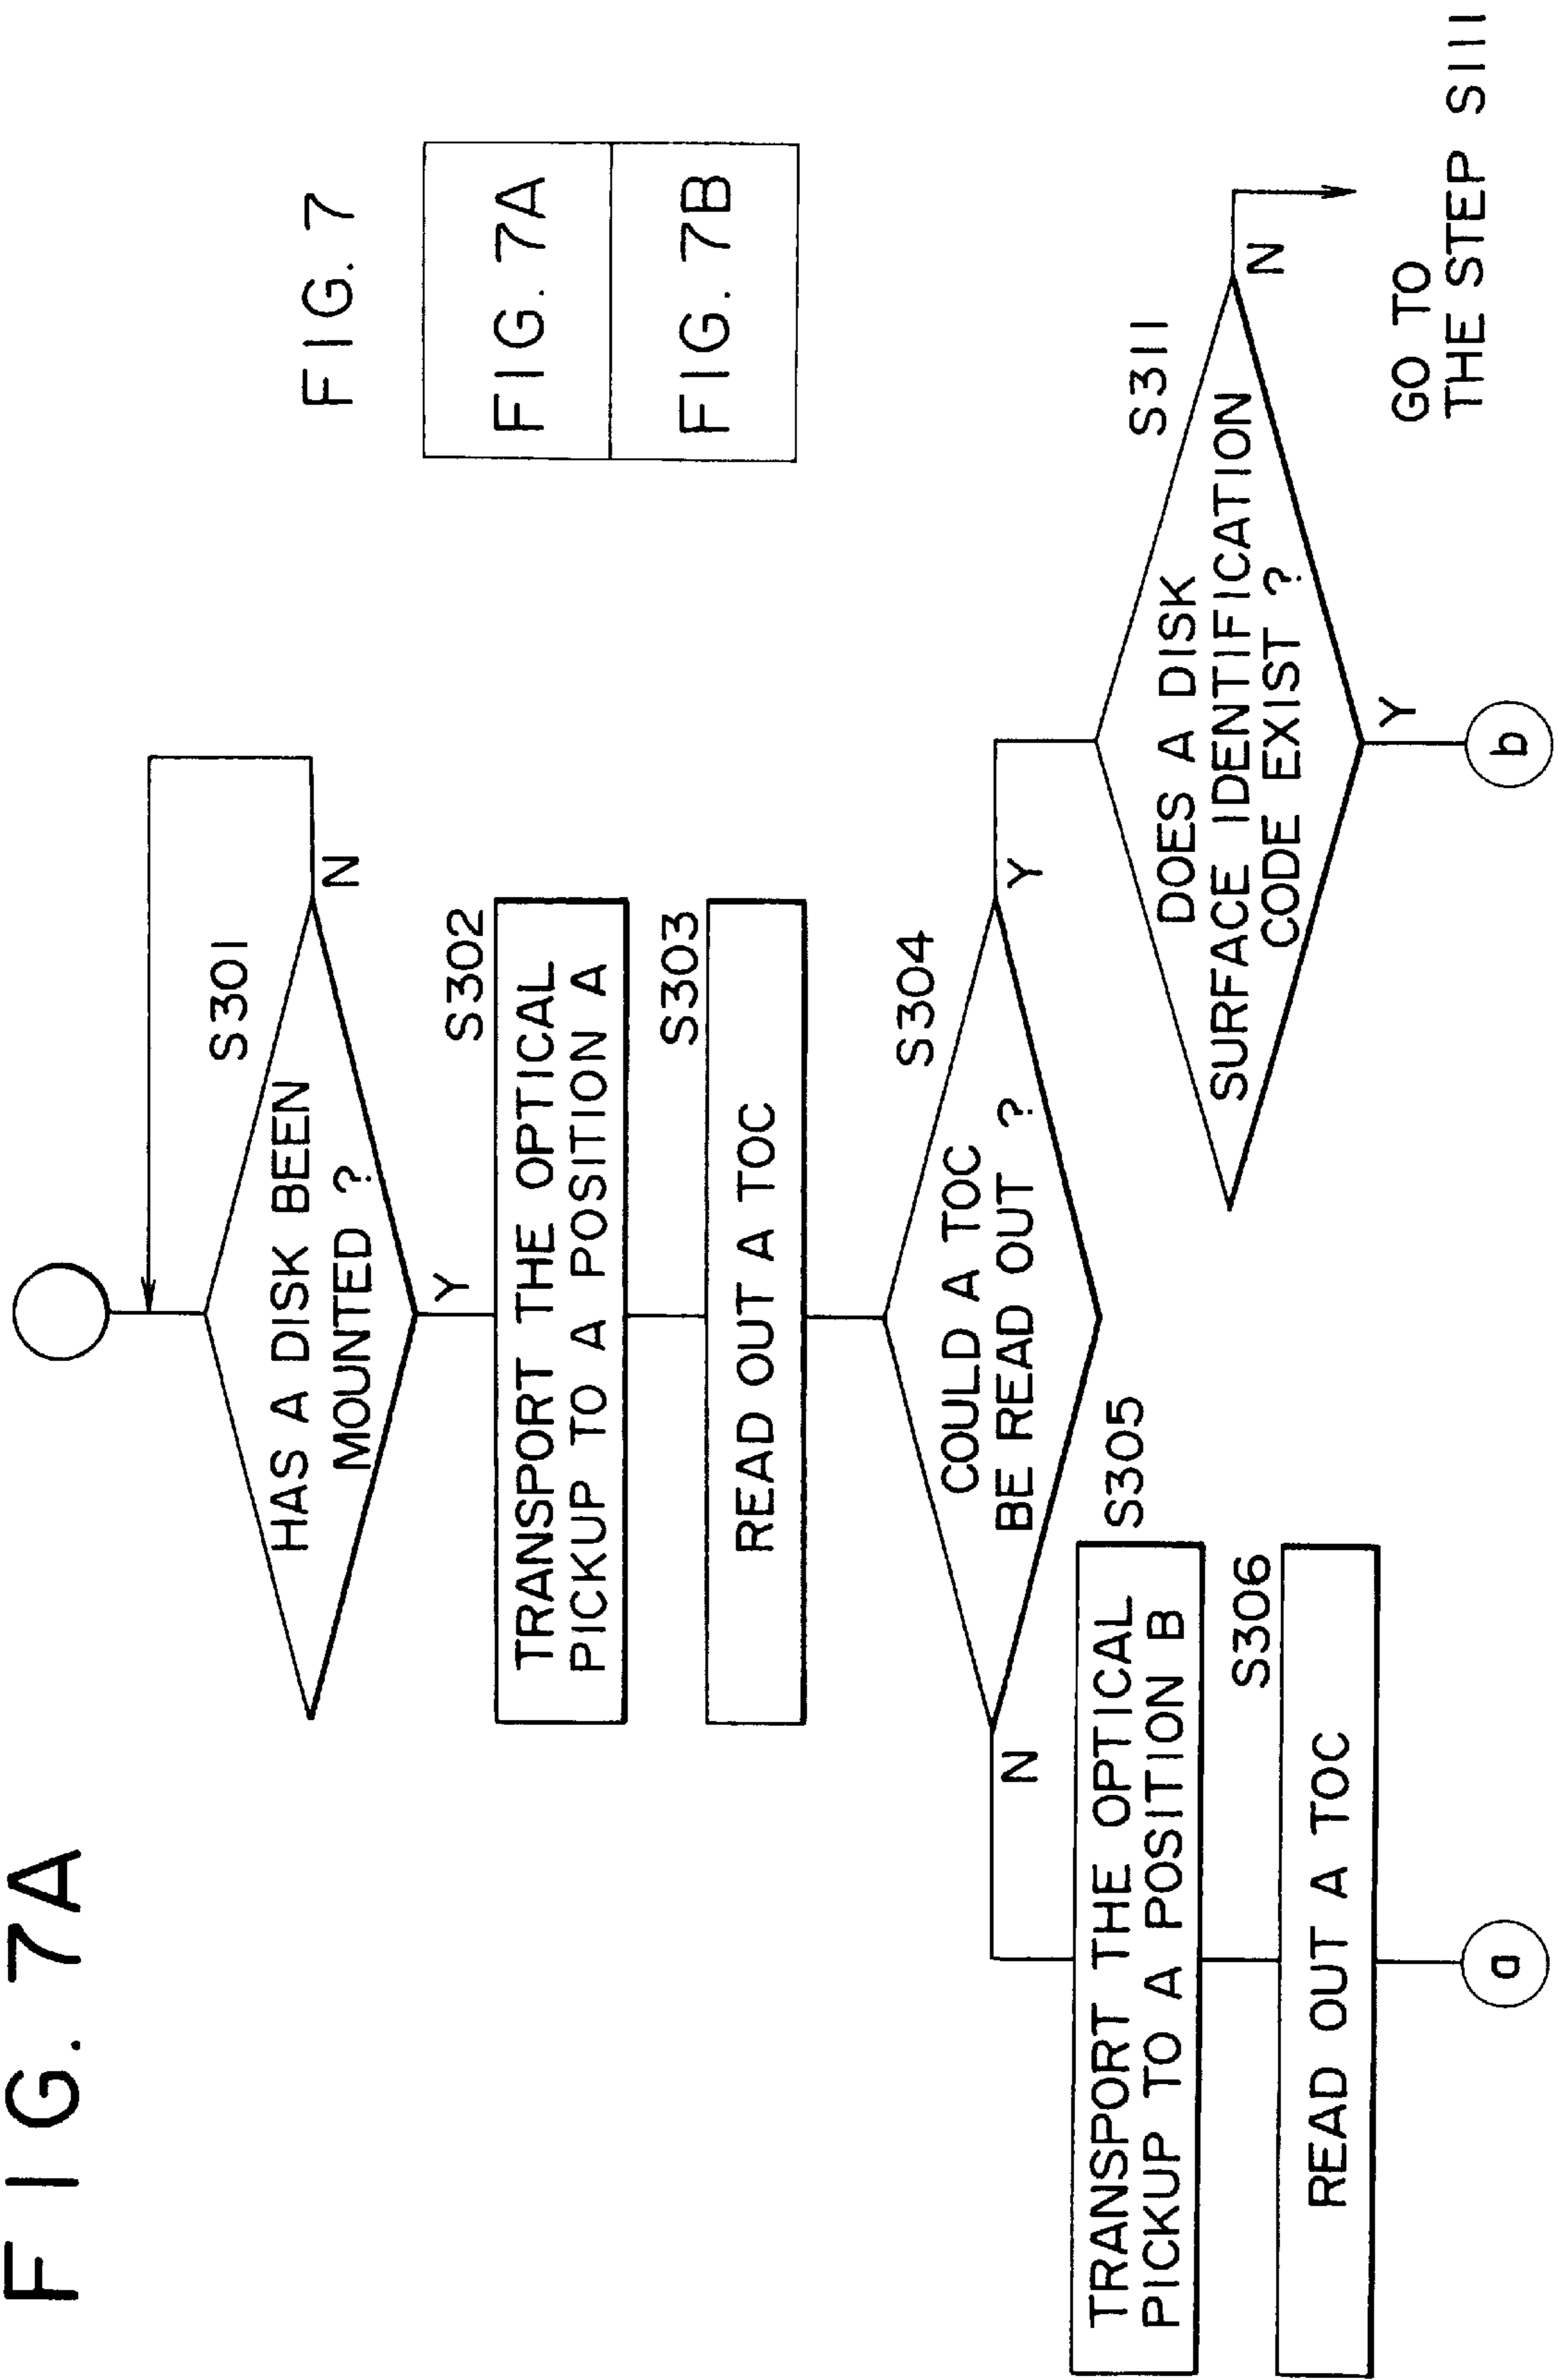 FIG. 7A
FIG. 7
FIG. 7A
FIG. 7B
S301
HAS A DISK BEEN
MOUNTED ?
N
Y
S302
TRANSPORT THE OPTICAL
PICKUP TO A POSITION A
S303
READ OUT A TOC
S304
COULD A TOC
BE READ OUT ?
N
Y
S305
TRANSPORT THE OPTICAL
PICKUP TO A POSITION B
S306
READ OUT A TOC
a
S311
DOES A DISK
SURFACE IDENTIFICATION
CODE EXIST ?
N
Y
b
GO TO
THE STEP S111